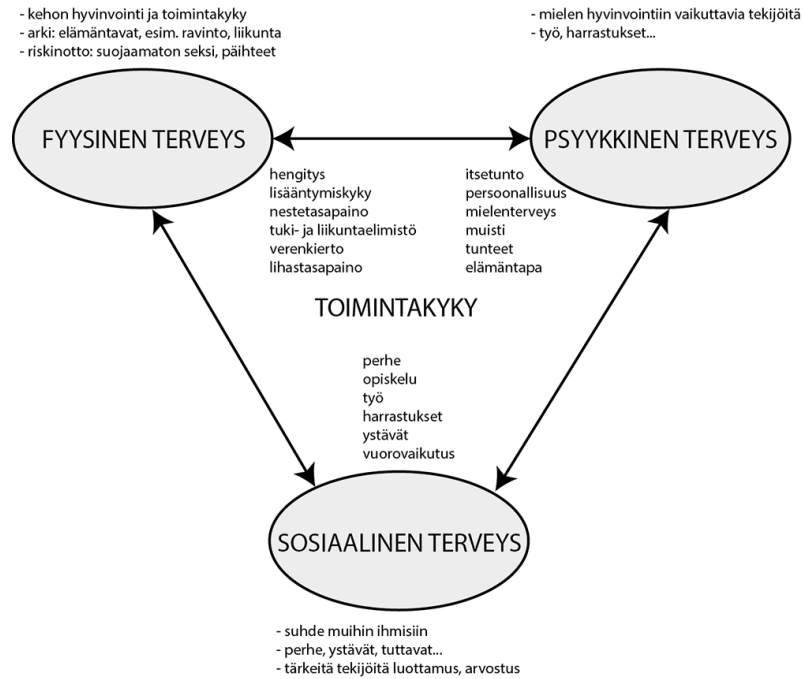 - kehon hyvinvointi ja toimintakyky
- arki: elämäntavat, esim. ravinto, liikunta
- riskinotto: suojaamaton seksi, päihteet
- mielen hyvinvointiin vaikuttavia tekijöitä
- työ, harrastukset...
FYYSINEN TERVEYS
PSYYKKINEN TERVEYS
hengitys
lisääntymiskyky
nestetasapaino
tuki- ja liikuntaelimistö
verenkierto
lihastasapaino
itsetunto
persoonallisuus
mielenterveys
muisti
tunteet
elämäntapa
TOIMINTAKYKY
perhe
opiskelu
työ
harrastukset
ystävät
vuorovaikutus
SOSIAALINEN TERVEYS
- suhde muihin ihmisiin
- perhe, ystävät, tuttavat...
- tärkeitä tekijöitä luottamus, arvostus